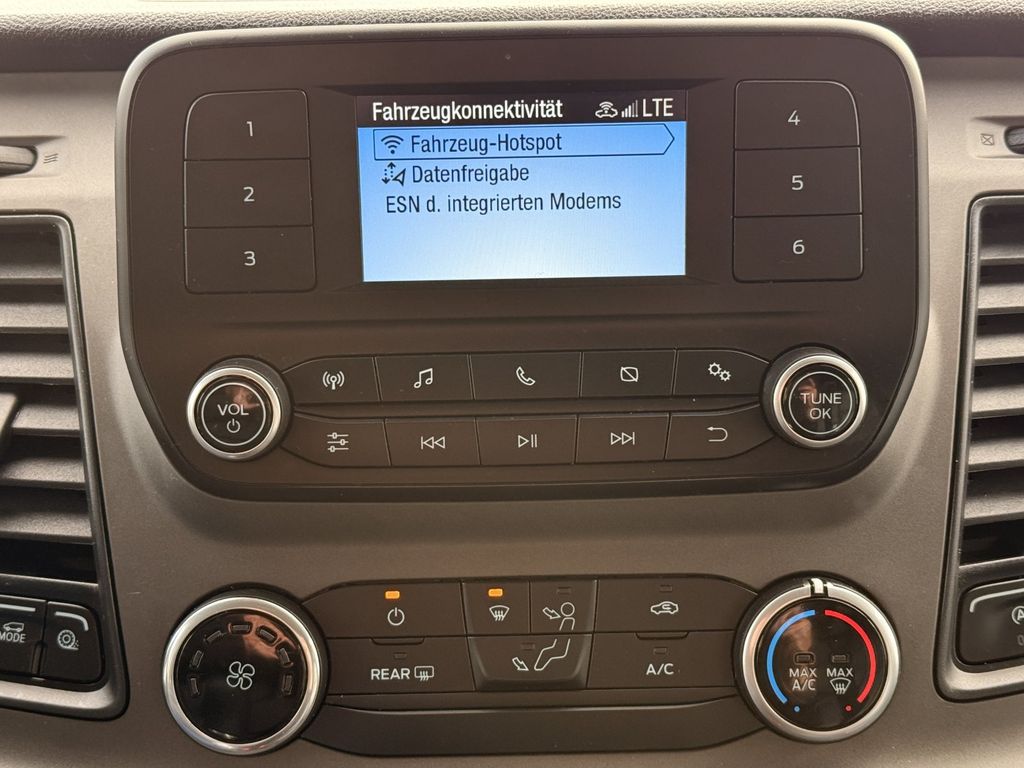 Fahrzeugkonnektivität LTE
Fahrzeug-Hotspot
Datenfreigabe
ESN d. integrierten Modems
1
2
3
4
5
6
VOL
TUNE
OK
MODE
REAR
A/C
MAX
A/C
MAX